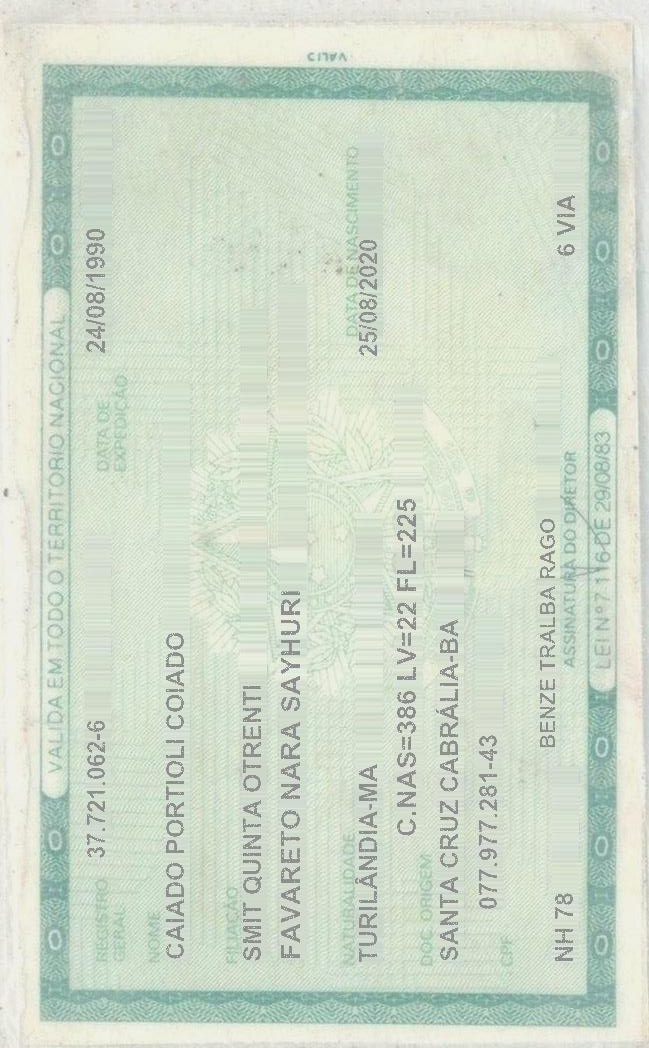 VALIDA EM TODO O TERRITORIO NACIONAL
REGISTRO GERAL 37.721.062-6 DATA DE EXPEDIÇÃO 24/08/1990
NOME
CAIADO PORTIOLI COIADO
FILIAÇÃO
SMIT QUINTA OTRENTI
FAVARETO NARA SAYHURI
NATURALIDADE DATA DE NASCIMENTO
TURILÂNDIA-MA 25/08/2020
DOC ORIGEM C.NAS=386 LV=22 FL=225
SANTA CRUZ CABRÁLIA-BA
CPF 077.977.281-43
BENZE TRALBA RAGO
NH 78 6 VIA
ASSINATURA DO DIRETOR
LEI Nº 7.116 DE 29/08/83